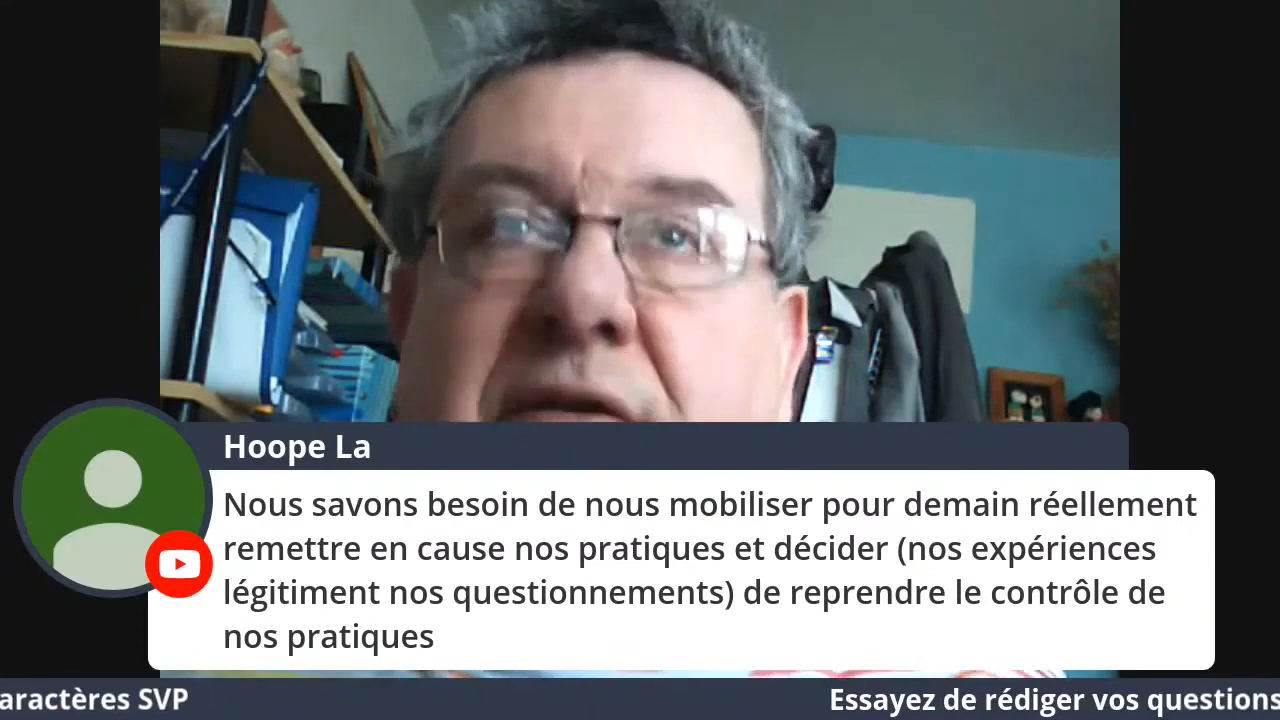 Hoope La
Nous savons besoin de nous mobiliser pour demain réellement
remettre en cause nos pratiques et décider (nos expériences
légitiment nos questionnements) de reprendre le contrôle de
nos pratiques
aractères SVP
Essayez de rédiger vos questions